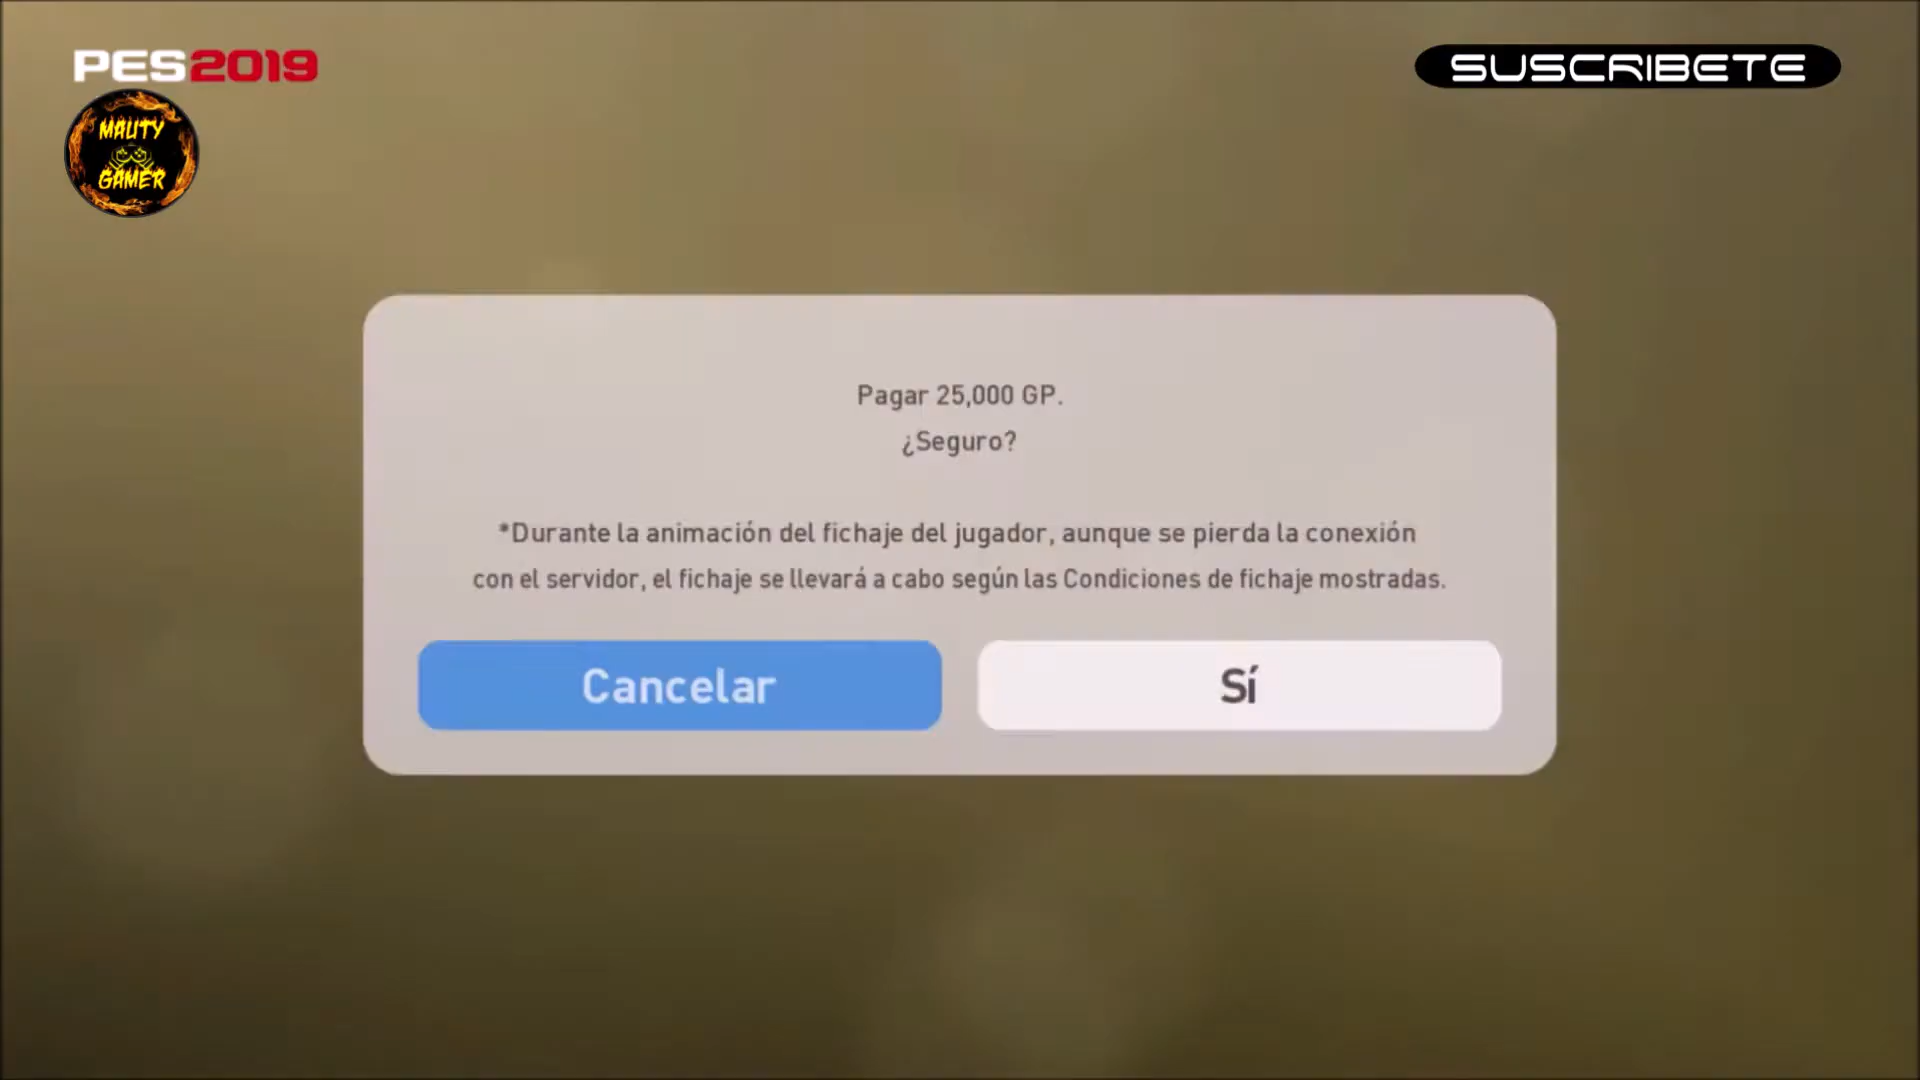 PES2019
SUSCRIBETE
MAUTY
GAMER
Pagar 25,000 GP.
¿Seguro?
*Durante la animación del fichaje del jugador, aunque se pierda la conexión
con el servidor, el fichaje se llevará a cabo según las Condiciones de fichaje mostradas.
Cancelar
Sí